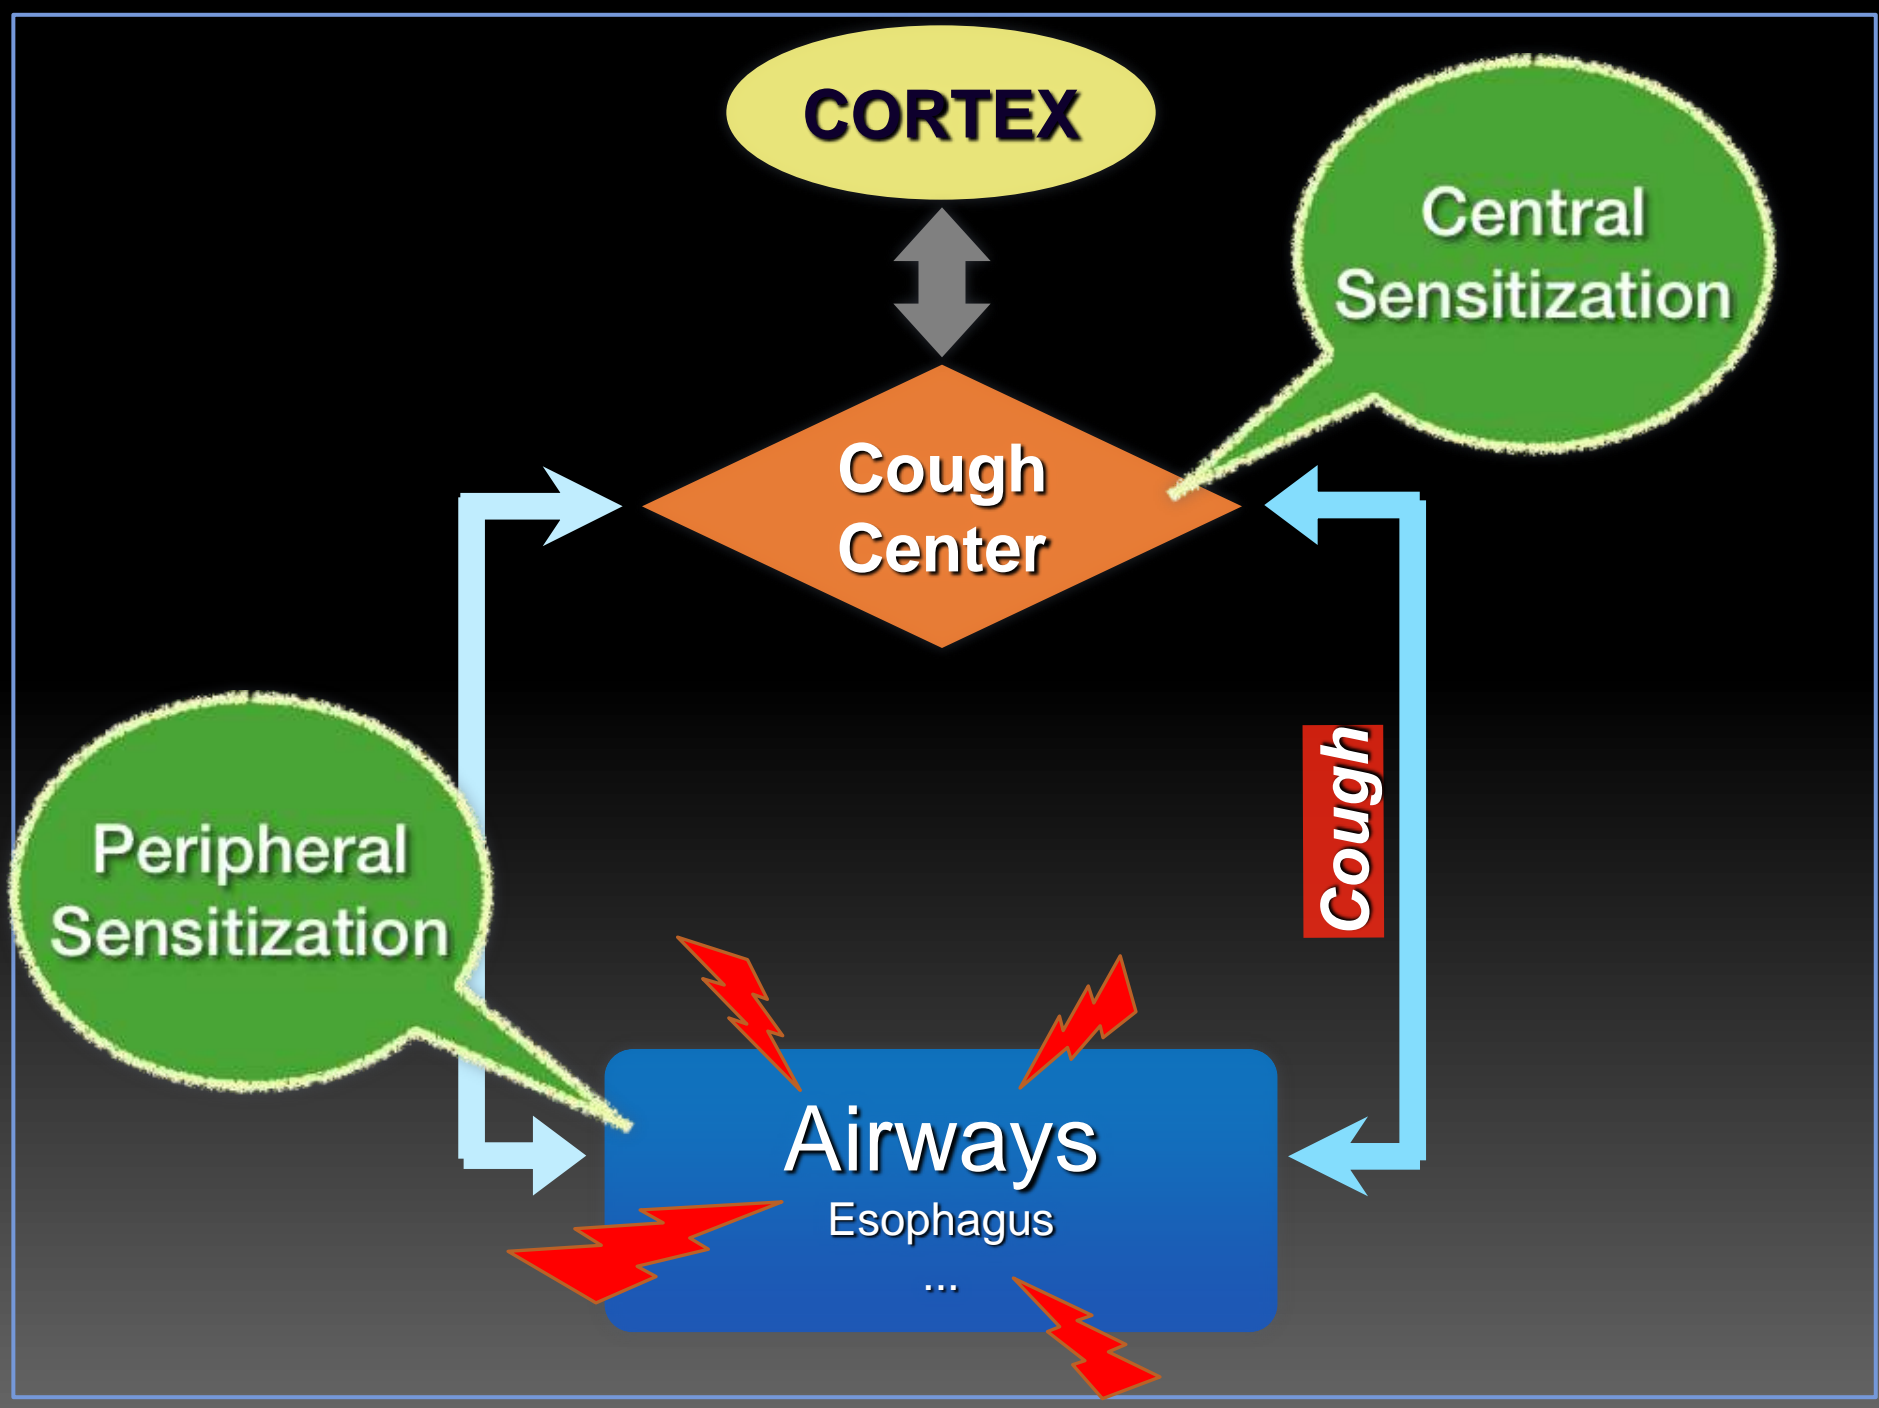 CORTEX
Central
Sensitization
Cough
Center
Cough
Peripheral
Sensitization
Airways
Esophagus
...